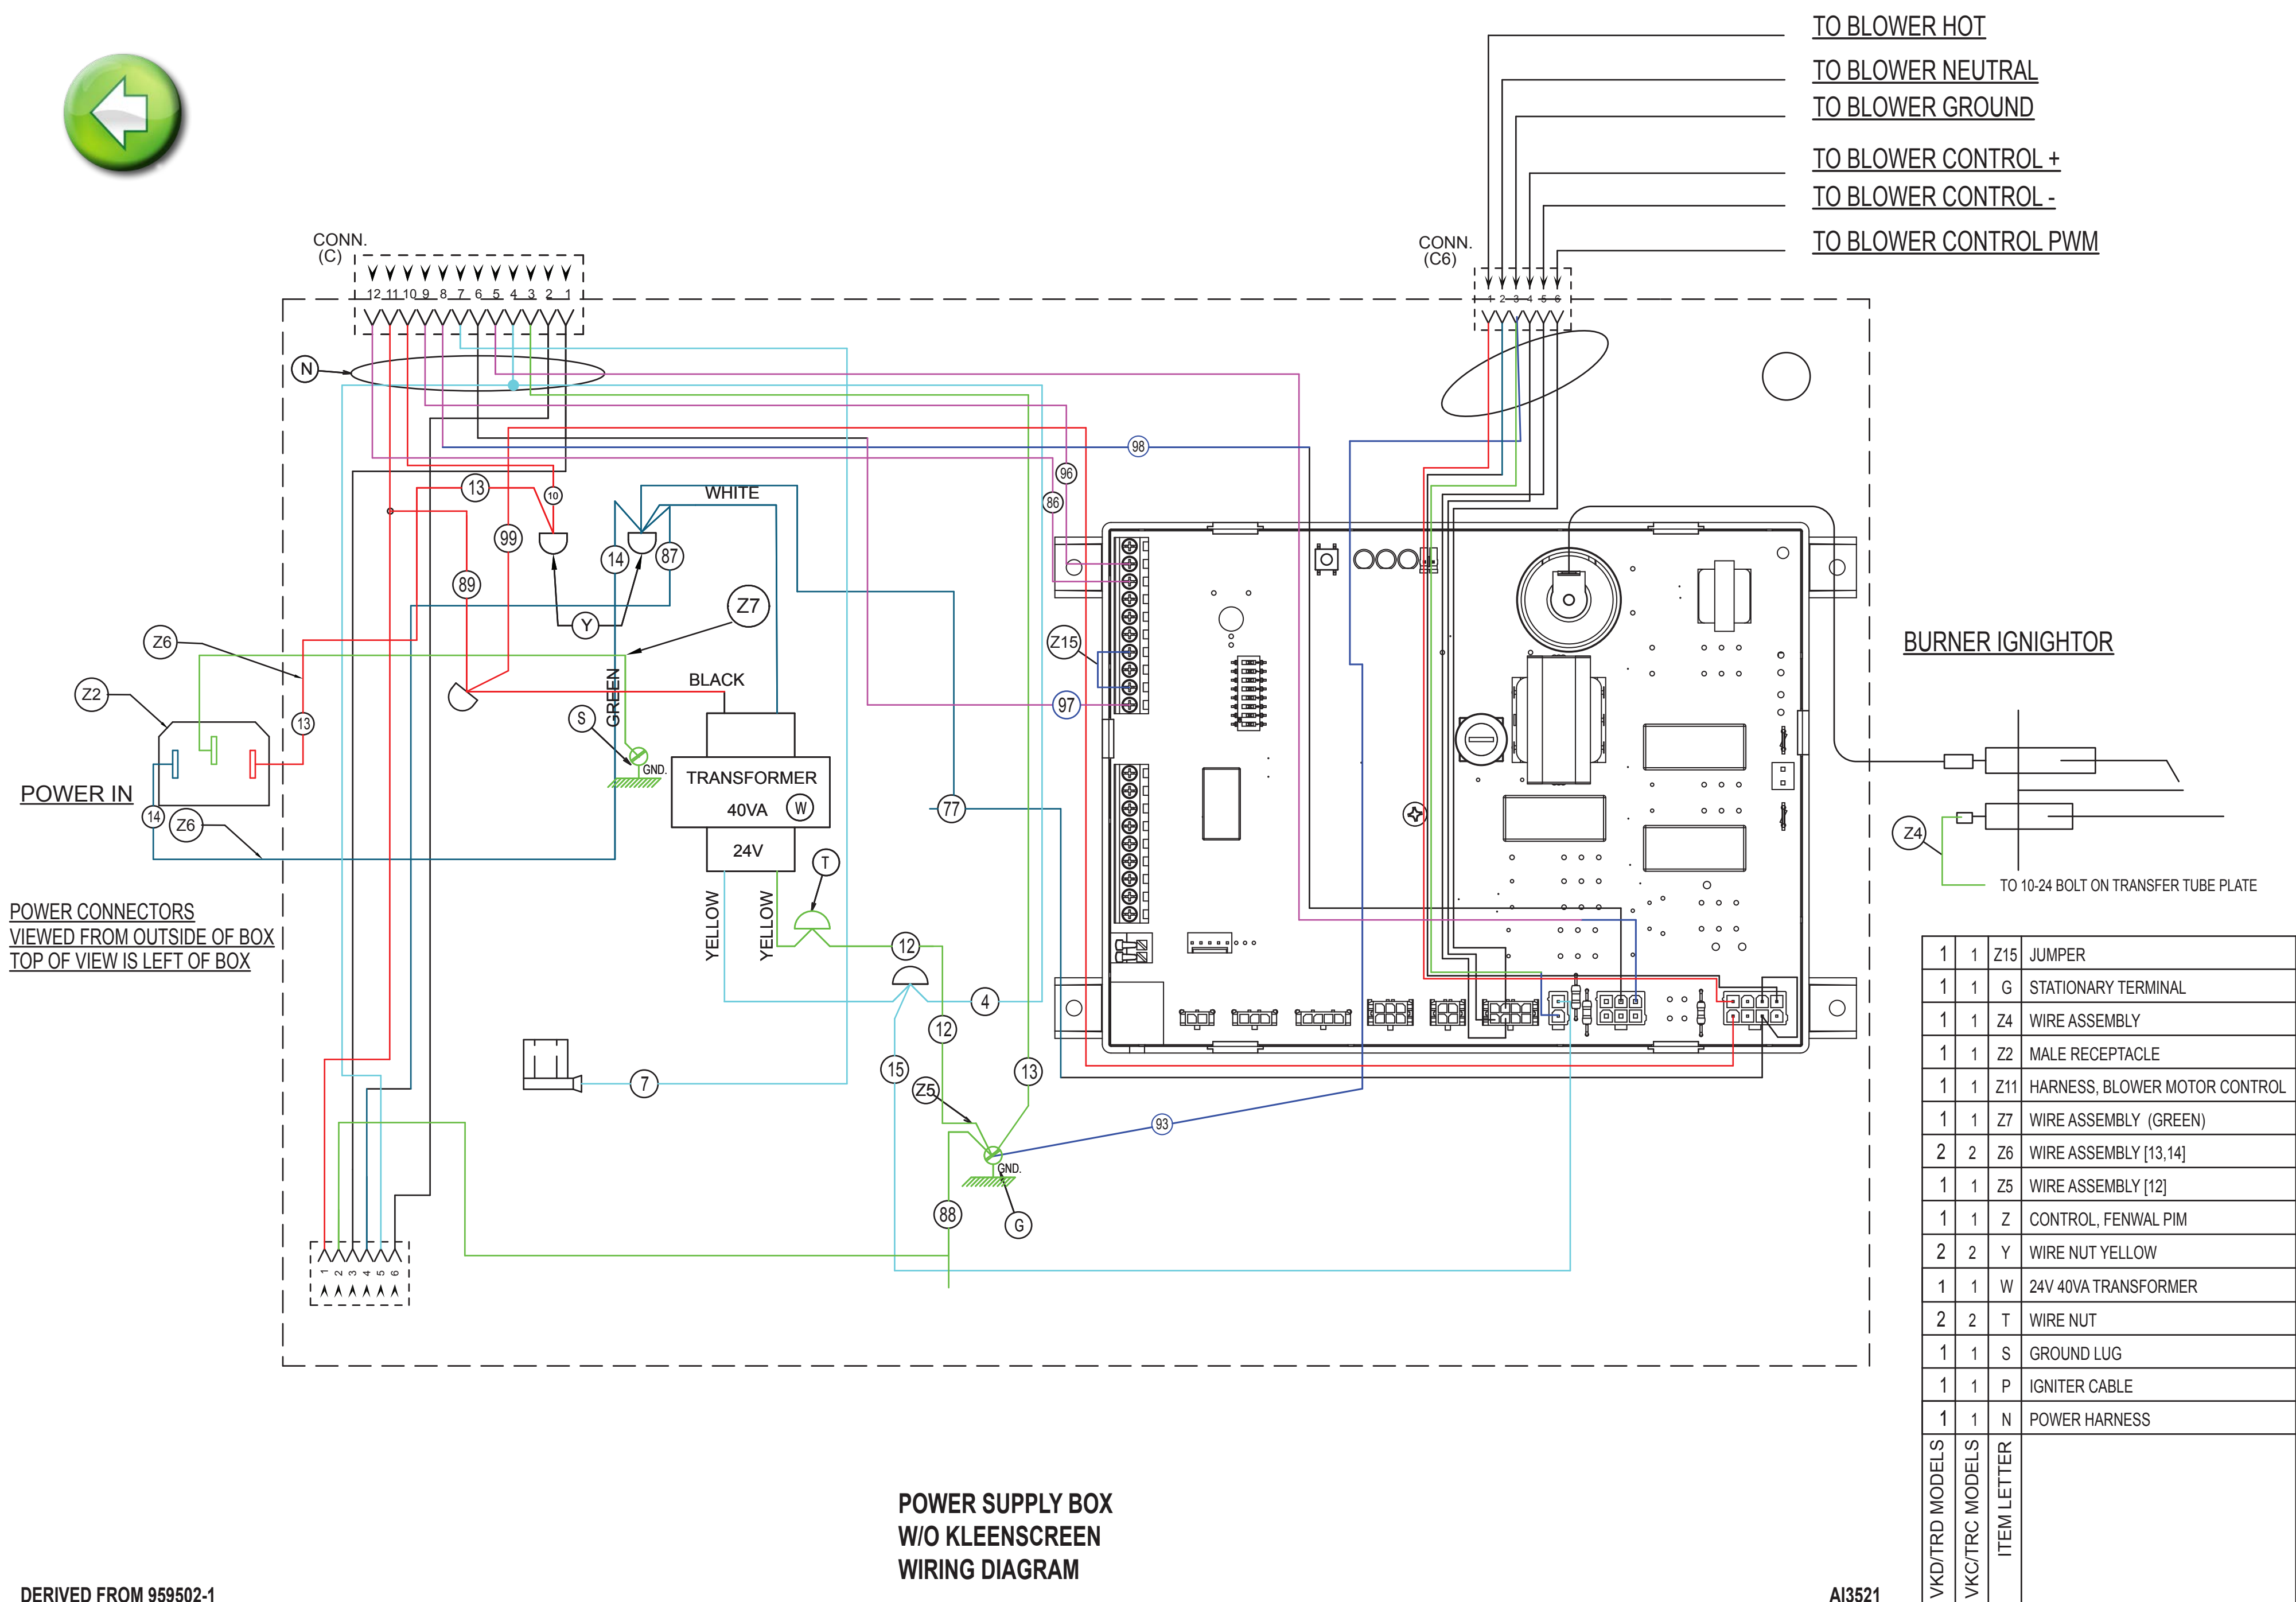 TO BLOWER HOT
TO BLOWER NEUTRAL
TO BLOWER GROUND
TO BLOWER CONTROL +
TO BLOWER CONTROL -
TO BLOWER CONTROL PWM
CONN.
(C)
12 11 10 9 8 7 6 5 4 3 2 1
CONN.
(C6)
1 2 3 4 5 6
N
98
96
86
13
10
WHITE
99
14
87
89
Y
Z7
Z15
Z6
Z2
13
BLACK
GREEN
S
GND.
97
BURNER IGNIGHTOR
POWER IN
14
Z6
TRANSFORMER
40VA
W
24V
77
T
Z4
TO 10-24 BOLT ON TRANSFER TUBE PLATE
POWER CONNECTORS
VIEWED FROM OUTSIDE OF BOX
TOP OF VIEW IS LEFT OF BOX
YELLOW
YELLOW
12
4
12
15
13
7
Z5
93
GND.
88
G
1 2 3 4 5 6
1 1 Z15 JUMPER
1 1 G STATIONARY TERMINAL
1 1 Z4 WIRE ASSEMBLY
1 1 Z2 MALE RECEPTACLE
1 1 Z11 HARNESS, BLOWER MOTOR CONTROL
1 1 Z7 WIRE ASSEMBLY (GREEN)
2 2 Z6 WIRE ASSEMBLY [13,14]
1 1 Z5 WIRE ASSEMBLY [12]
1 1 Z CONTROL, FENWAL PIM
2 2 Y WIRE NUT YELLOW
1 1 W 24V 40VA TRANSFORMER
2 2 T WIRE NUT
1 1 S GROUND LUG
1 1 P IGNITER CABLE
1 1 N POWER HARNESS
VKD/TRD MODELS
VKC/TRC MODELS
ITEM LETTER
POWER SUPPLY BOX
W/O KLEENSCREEN
WIRING DIAGRAM
DERIVED FROM 959502-1
AI3521